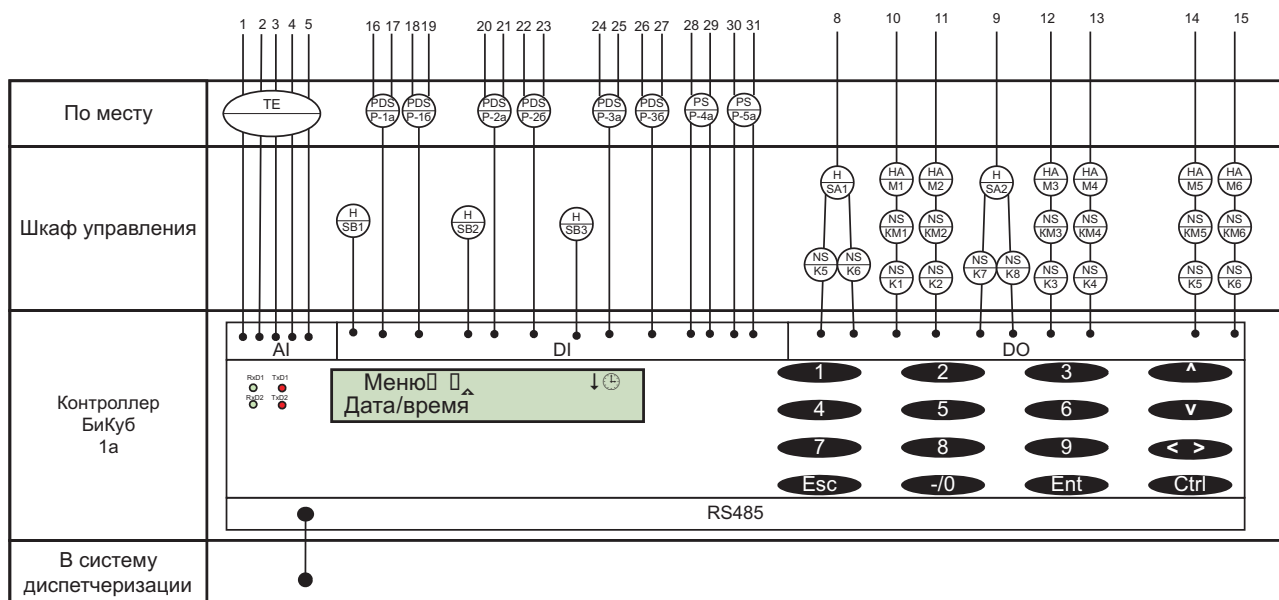 1 2 3 4 5 16 17 18 19 20 21 22 23 24 25 26 27 28 29 30 31 8 10 11 9 12 13 14 15
По месту
TE
PDS P-1а
PDS P-1б
PDS P-2а
PDS P-2б
PDS P-3а
PDS P-3б
PS P-4а
PS P-5а
Шкаф управления
H SB1
H SB2
H SB3
H SA1
NS K5
NS K6
HA M1
NS KM1
NS K1
HA M2
NS KM2
NS K2
H SA2
NS K7
NS K8
HA M3
NS KM3
NS K3
HA M4
NS KM4
NS K4
HA M5
NS KM5
NS K5
HA M6
NS KM6
NS K6
Контроллер
БиКуб
1а
AI DI DO
RxD1 TxD1
RxD2 TxD2
Меню
Дата/время
1 2 3 ^
4 5 6 v
7 8 9 < >
Esc -/0 Ent Ctrl
RS485
В систему
диспетчеризации